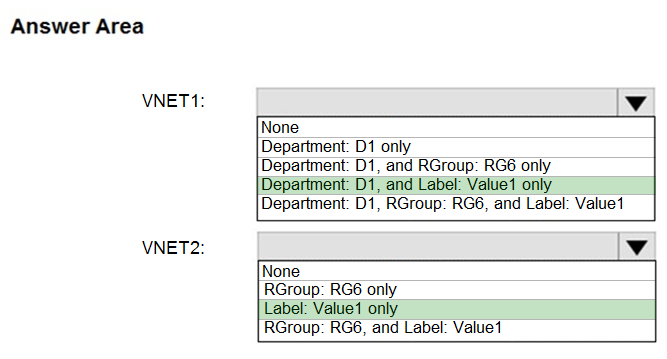 Answer Area
VNET1:
None
Department: D1 only
Department: D1, and RGroup: RG6 only
Department: D1, and Label: Value1 only
Department: D1, RGroup: RG6, and Label: Value1
VNET2:
None
RGroup: RG6 only
Label: Value1 only
RGroup: RG6, and Label: Value1